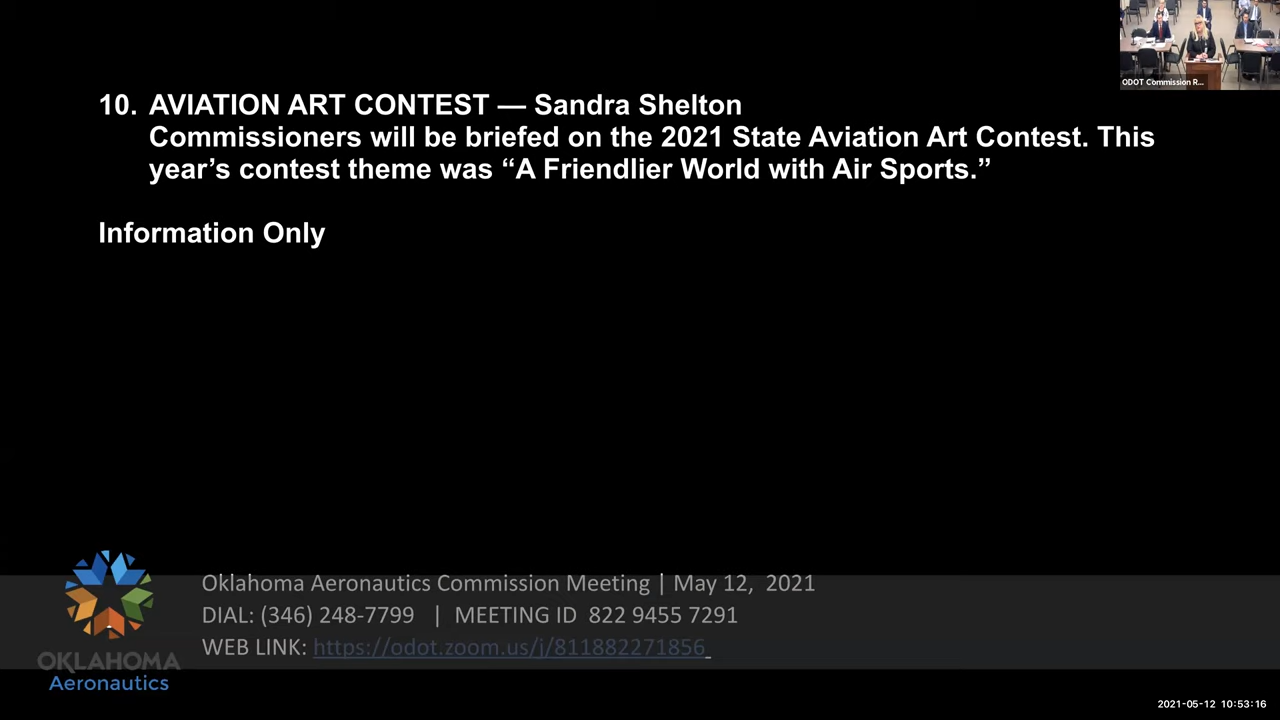 ODOT Commission R...
10. AVIATION ART CONTEST — Sandra Shelton
Commissioners will be briefed on the 2021 State Aviation Art Contest. This
year’s contest theme was “A Friendlier World with Air Sports.”
Information Only
Oklahoma Aeronautics Commission Meeting | May 12, 2021
DIAL: (346) 248-7799 | MEETING ID 822 9455 7291
WEB LINK: https://odot.zoom.us/j/811882271856
OKLAHOMA
Aeronautics
2021-05-12 10:53:16